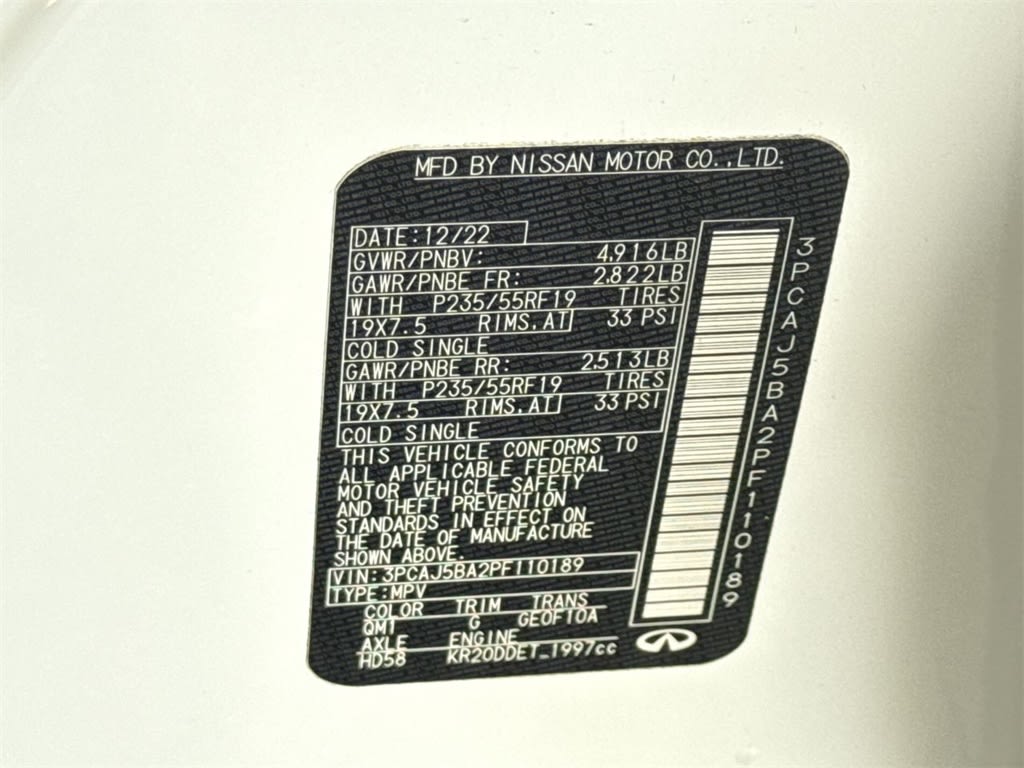 MFD BY NISSAN MOTOR CO.,LTD.
DATE:12/22
GVWR/PNBV: 4,916LB
GAWR/PNBE FR: 2,822LB
WITH P235/55RF19 TIRES
19X7.5 RIMS,AT 33 PSI
COLD SINGLE
GAWR/PNBE RR: 2,513LB
WITH P235/55RF19 TIRES
19X7.5 RIMS,AT 33 PSI
COLD SINGLE
THIS VEHICLE CONFORMS TO
ALL APPLICABLE FEDERAL
MOTOR VEHICLE SAFETY
AND THEFT PREVENTION
STANDARDS IN EFFECT ON
THE DATE OF MANUFACTURE
SHOWN ABOVE.
VIN:3PCAJ5BA2PF110189
TYPE:MPV
COLOR TRIM TRANS
QM1 G GE0F10A
AXLE ENGINE
HD58 KR20DDET_1997cc
3PCAJ5BA2PF110189